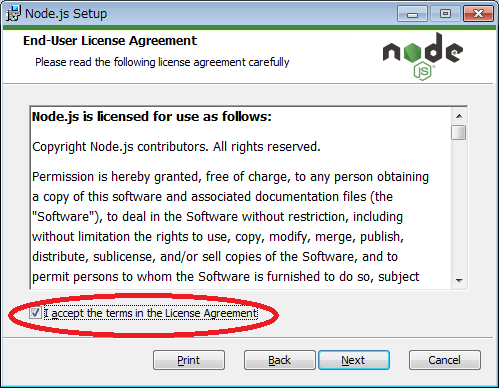 Node.js Setup
End-User License Agreement
Please read the following license agreement carefully
node
JS
Node.js is licensed for use as follows:
Copyright Node.js contributors. All rights reserved.
Permission is hereby granted, free of charge, to any person obtaining
a copy of this software and associated documentation files (the
"Software"), to deal in the Software without restriction, including
without limitation the rights to use, copy, modify, merge, publish,
distribute, sublicense, and/or sell copies of the Software, and to
permit persons to whom the Software is furnished to do so, subject
I accept the terms in the License Agreement
Print Back Next Cancel